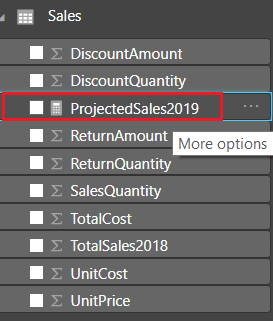 Sales
DiscountAmount
DiscountQuantity
ProjectedSales2019
ReturnAmount
More options
ReturnQuantity
SalesQuantity
TotalCost
TotalSales2018
UnitCost
UnitPrice